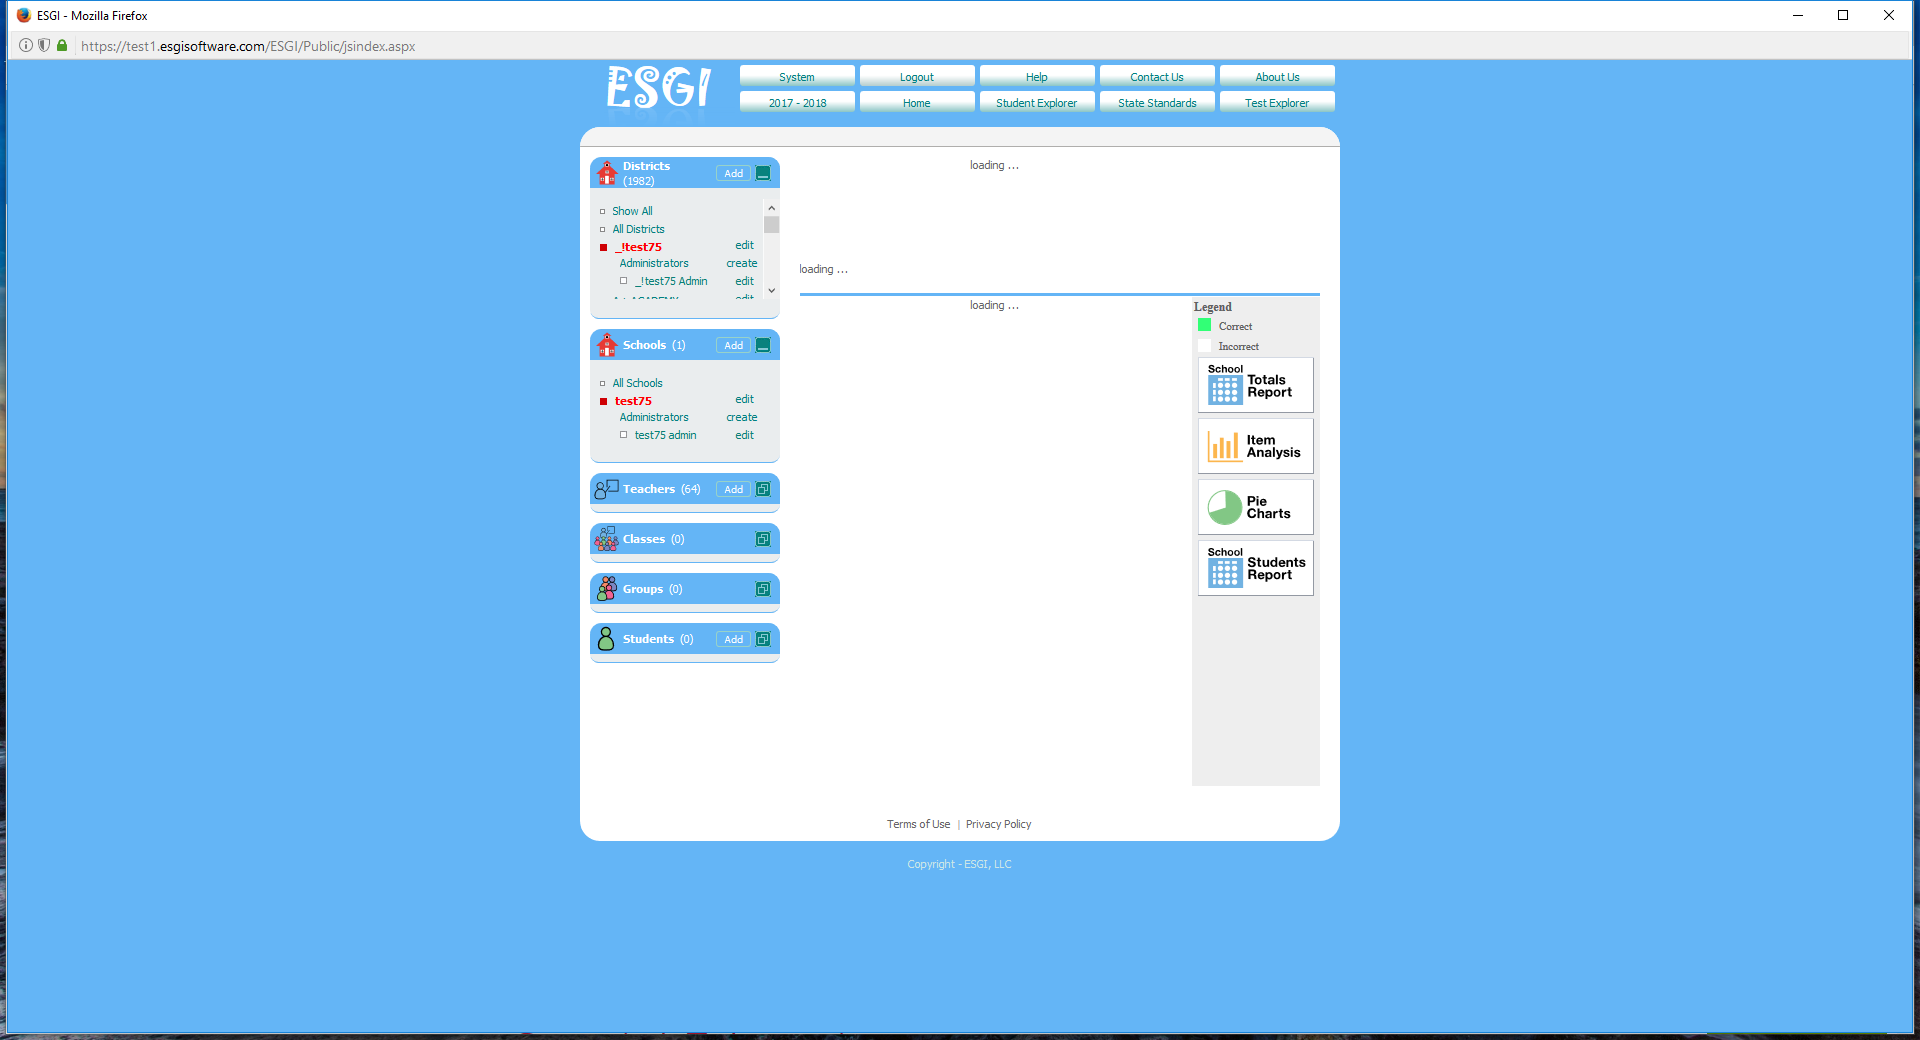 ESGI - Mozilla Firefox
https://test1.esgisoftware.com/ESGI/Public/jsindex.aspx
ESGI
System
Logout
Help
Contact Us
About Us
2017 - 2018
Home
Student Explorer
State Standards
Test Explorer
Districts
(1982)
Add
Show All
All Districts
_!test75
edit
Administrators
create
_!test75 Admin
edit
edit
Schools (1)
Add
All Schools
test75
edit
Administrators
create
test75 admin
edit
Teachers (64)
Add
Classes (0)
Groups (0)
Students (0)
Add
loading ...
loading ...
loading ...
Legend
Correct
Incorrect
School
Totals
Report
Item
Analysis
Pie
Charts
School
Students
Report
Terms of Use | Privacy Policy
Copyright - ESGI, LLC